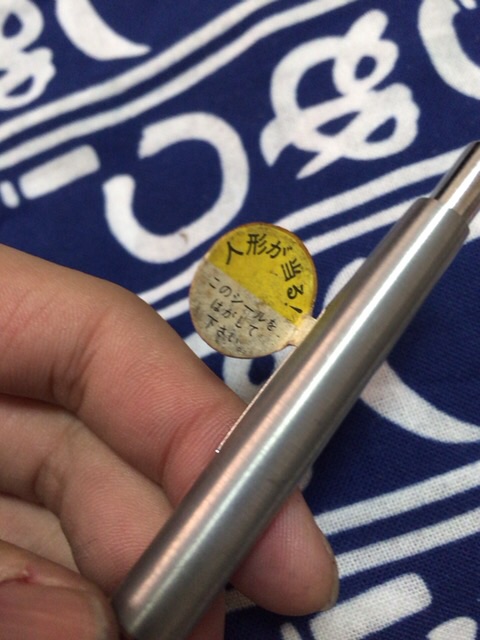 人形が当る!
このシールを
はがして
下さい。